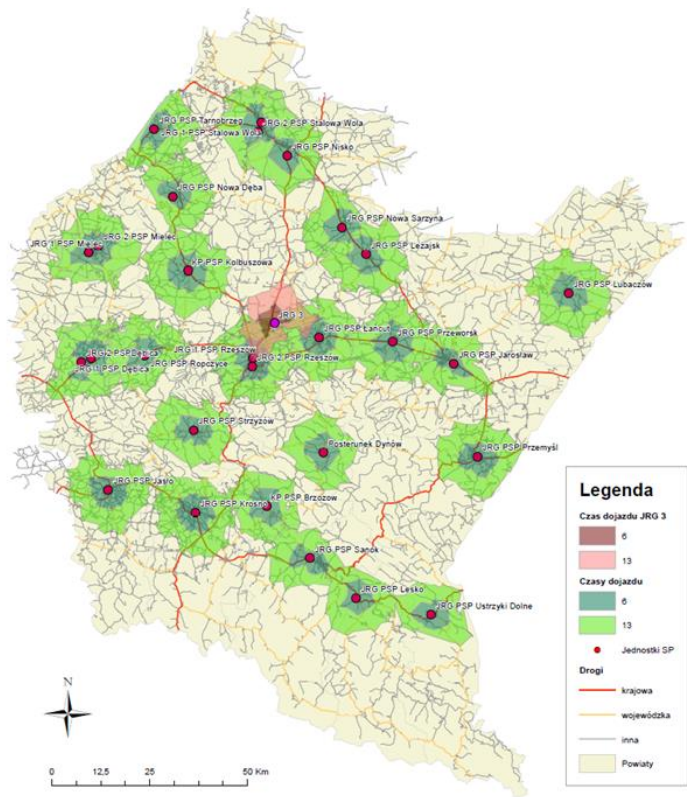 JRG PSP Tarnobrzeg
JRG 2 PSP Stalowa Wola
JRG 1 PSP Stalowa Wola
JRG PSP Nisko
JRG PSP Nowa Dęba
JRG PSP Nowa Sarzyna
JRG 2 PSP Mielec
JRG 1 PSP Mielec
JRG PSP Leżajsk
KP PSP Kolbuszowa
JRG PSP Lubaczów
JRG 3
JRG PSP Łańcut
JRG PSP Przeworsk
JRG 1 PSP Rzeszów
JRG 2 PSP Rzeszów
JRG 2 PSP Dębica
JRG PSP Ropczyce
JRG 1 PSP Dębica
JRG PSP Jarosław
JRG PSP Strzyżów
Posterunek Dynów
JRG PSP Przemyśl
JRG PSP Jasło
KP PSP Brzozów
JRG PSP Krosno
JRG PSP Sanok
JRG PSP Lesko
JRG PSP Ustrzyki Dolne
Legenda
Czas dojazdu JRG 3
6
13
Czasy dojazdu
6
13
Jednostki SP
Drogi
krajowa
wojewódzka
inna
Powiaty
N
0 12,5 25 50 Km